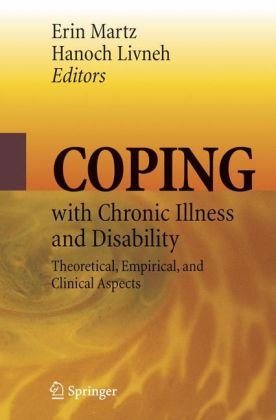 Erin Martz
Hanoch Livneh
Editors
COPING
with Chronic Illness
and Disability
Theoretical, Empirical, and
Clinical Aspects
Springer